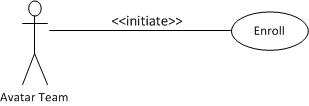 <<initiate>>
Enroll
Avatar Team